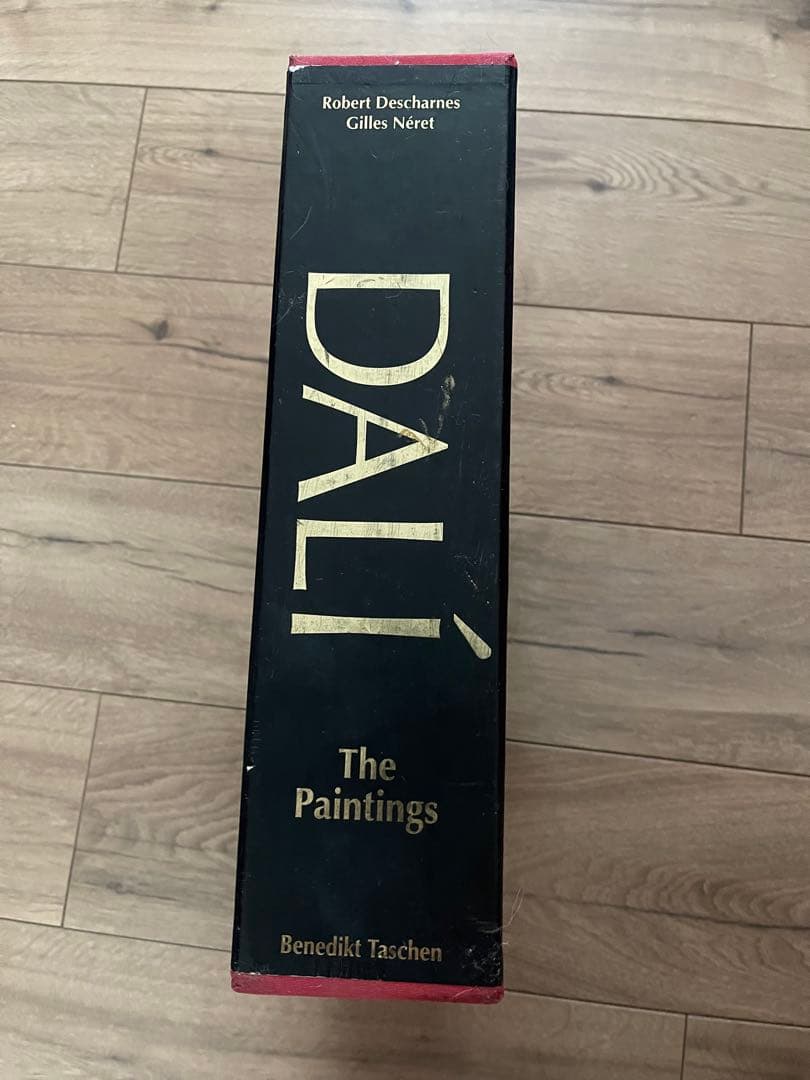 Robert Descharnes
Gilles Néret
DALÍ
The
Paintings
Benedikt Taschen